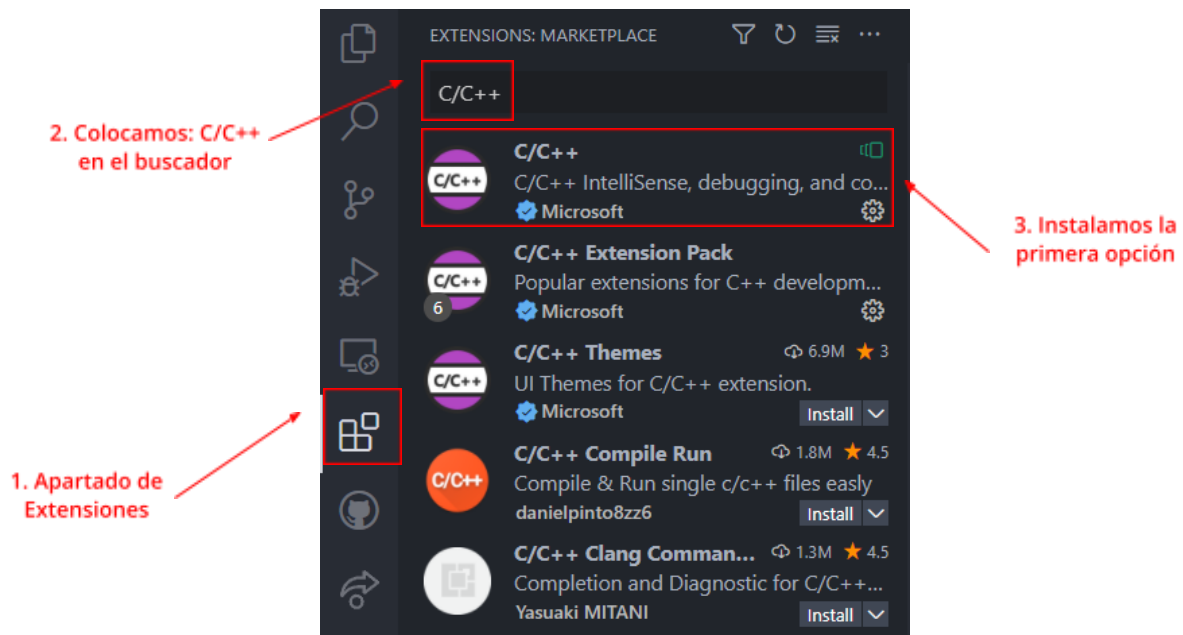 EXTENSIONS: MARKETPLACE
C/C++
2. Colocamos: C/C++
en el buscador
C/C++
C/C++
C/C++ IntelliSense, debugging, and co...
Microsoft
3. Instalamos la
primera opción
C/C++
6
C/C++ Extension Pack
Popular extensions for C++ developm...
Microsoft
C/C++
C/C++ Themes
6.9M
3
UI Themes for C/C++ extension.
Microsoft
Install
1. Apartado de
Extensiones
C/C++
C/C++ Compile Run
1.8M
4.5
Compile & Run single c/c++ files easly
danielpinto8zz6
Install
C/C++ Clang Comman...
1.3M
4.5
Completion and Diagnostic for C/C++...
Yasuaki MITANI
Install